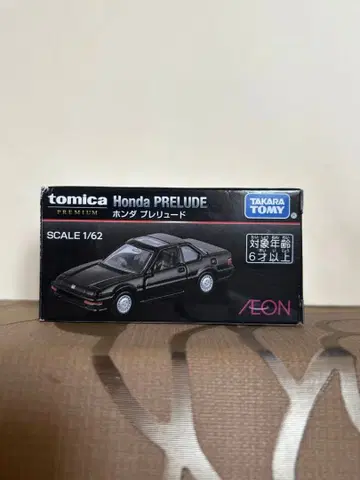 tomica Honda PRELUDE
PREMIUM ホンダ プレリュード
SCALE 1/62
TAKARA
TOMY
対象年齢
6才以上
ÆON